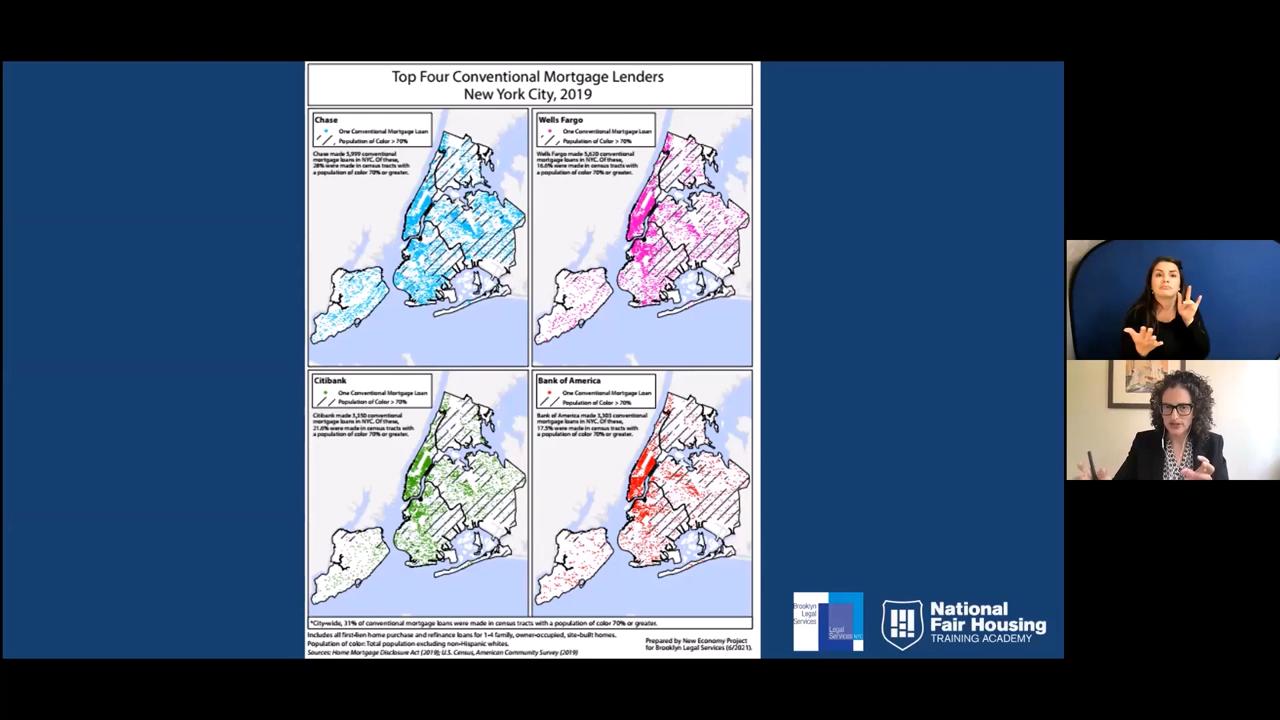 Top Four Conventional Mortgage Lenders
New York City, 2019
Chase
One Conventional Mortgage Loan
Population of Color > 70%
Chase made 5,999 conventional
mortgage loans in NYC. Of these,
28% were made in census tracts with
a population of color 70% or greater.
Wells Fargo
One Conventional Mortgage Loan
Population of Color > 70%
Wells Fargo made 5,620 conventional
mortgage loans in NYC. Of these,
16.6% were made in census tracts with
a population of color 70% or greater.
Citibank
One Conventional Mortgage Loan
Population of Color > 70%
Citibank made 3,350 conventional
mortgage loans in NYC. Of these,
21.6% were made in census tracts with
a population of color 70% or greater.
Bank of America
One Conventional Mortgage Loan
Population of Color > 70%
Bank of America made 3,303 conventional
mortgage loans in NYC. Of these,
17.5% were made in census tracts with
a population of color 70% or greater.
*City-wide, 31% of conventional mortgage loans were made in census tracts with a population of color 70% or greater.
Includes all first-lien home purchase and refinance loans for 1-4 family, owner-occupied, site-built homes.
Population of color: Total population excluding non-Hispanic whites.
Sources: Home Mortgage Disclosure Act (2019); U.S. Census, American Community Survey (2019)
Prepared by New Economy Project
for Brooklyn Legal Services (6/2021).
Brooklyn
Legal
Services
Legal
Services NYC
National
Fair Housing
TRAINING ACADEMY